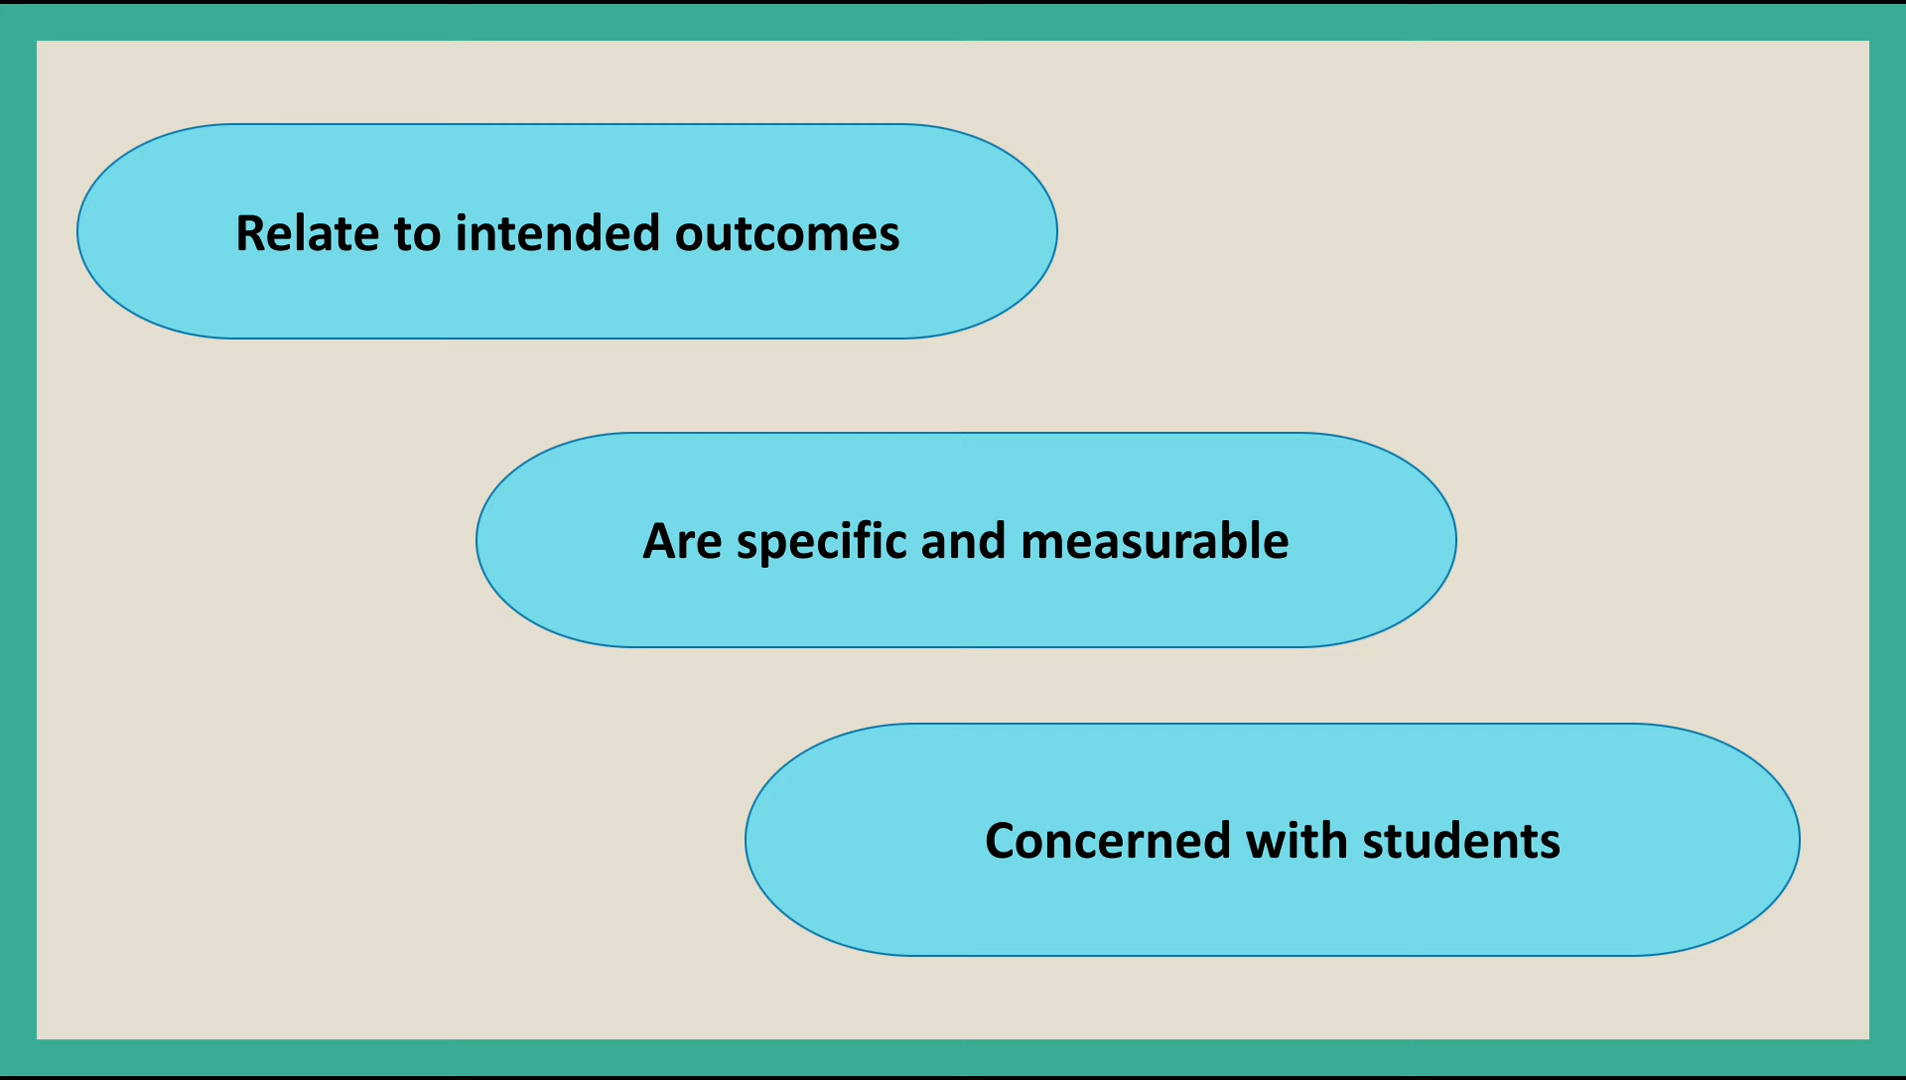 Relate to intended outcomes
Are specific and measurable
Concerned with students